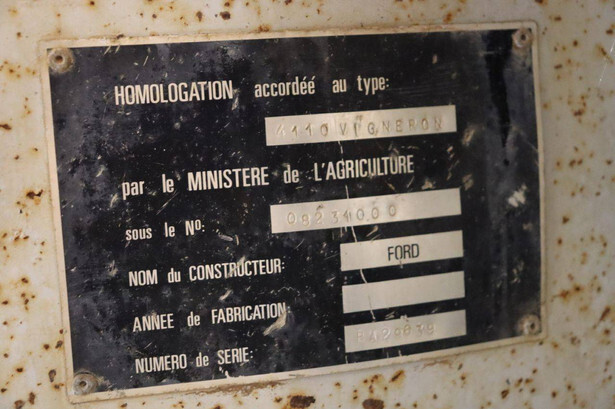 HOMOLOGATION accordéé au type:
4110 VIGNERON
par le MINISTERE de L'AGRICULTURE
sous le No: 08231000
NOM du CONSTRUCTEUR: FORD
ANNEE de FABRICATION:
NUMERO de SERIE: